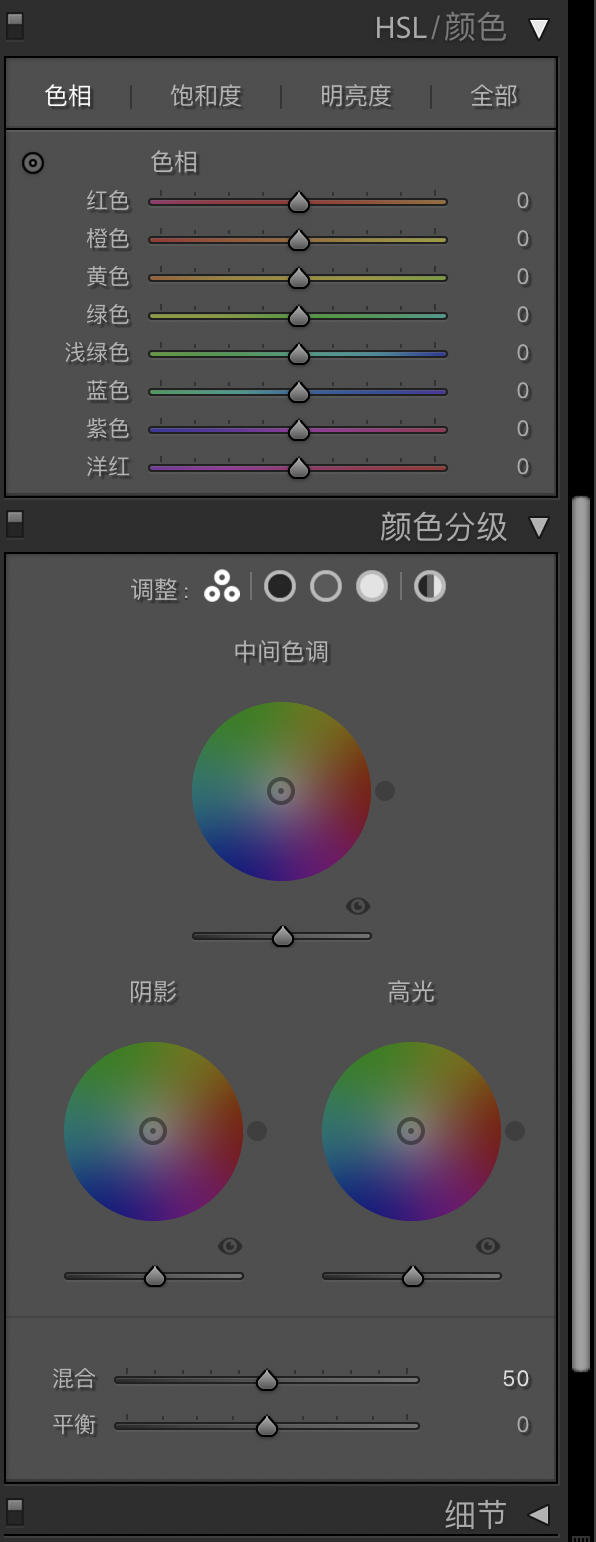 HSL/颜色
色相 饱和度 明亮度 全部
色相
红色 0
橙色 0
黄色 0
绿色 0
浅绿色 0
蓝色 0
紫色 0
洋红 0
颜色分级
调整:
中间色调
阴影 高光
混合 50
平衡 0
细节